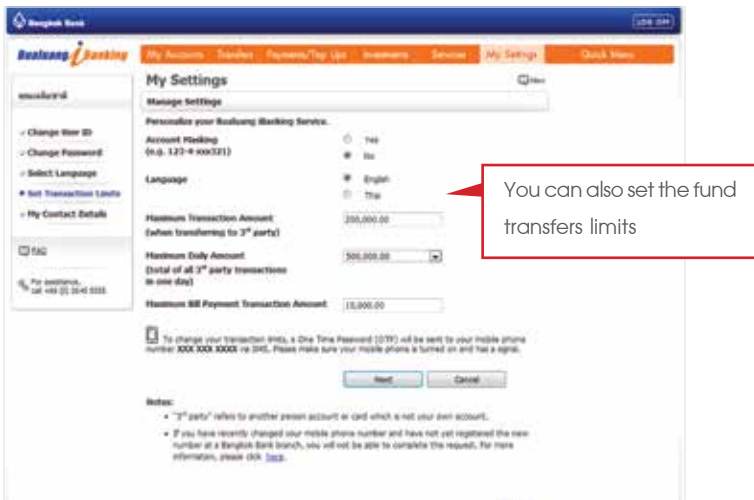 Bangkok Bank
LOG OFF
Bualuang iBanking
My Accounts Transfers Payments/Top Ups Investments Services My Settings Quick Menu
My Settings
Manage Settings
Personalize your Bualuang iBanking Service.
Change User ID
Change Password
Select Language
Set Transaction Limits
My Contact Details
FAQ
For assistance,
call +66 (0) 2645 5555
Account Masking
(e.g. 123-4-xxx321)
Yes
No
Language
English
Thai
Maximum Transaction Amount
(when transferring to 3rd party)
200,000.00
Maximum Daily Amount
(total of all 3rd party transactions
in one day)
500,000.00
Maximum Bill Payment Transaction Amount
10,000.00
To change your transaction limits, a One Time Password (OTP) will be sent to your mobile phone
number XXX XXX XXXX via SMS. Please make sure your mobile phone is turned on and has a signal.
Next
Cancel
Notes:
• "3rd party" refers to another person account or card which is not your own account.
• If you have recently changed your mobile phone number and have not yet registered the new
number at a Bangkok Bank branch, you will not be able to complete this request. For more
information, please click here.
You can also set the fund
transfers limits